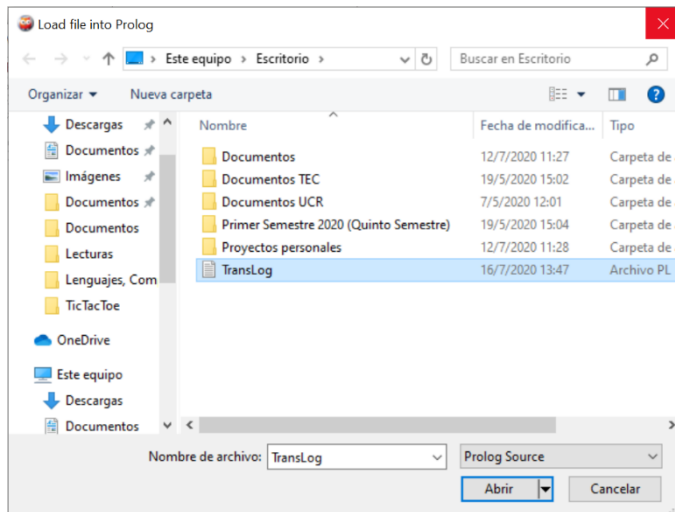 Load file into Prolog
Este equipo > Escritorio >
Buscar en Escritorio
Organizar
Nueva carpeta
Nombre
Fecha de modifica...
Tipo
Descargas
Documentos
Imágenes
Documentos
Documentos
Lecturas
Lenguajes, Com
TicTacToe
OneDrive
Este equipo
Descargas
Documentos
Documentos 12/7/2020 11:27 Carpeta de
Documentos TEC 19/5/2020 15:02 Carpeta de
Documentos UCR 7/5/2020 12:01 Carpeta de
Primer Semestre 2020 (Quinto Semestre) 19/5/2020 15:04 Carpeta de
Proyectos personales 12/7/2020 11:28 Carpeta de
TransLog 16/7/2020 13:47 Archivo PL
Nombre de archivo: TransLog
Prolog Source
Abrir
Cancelar